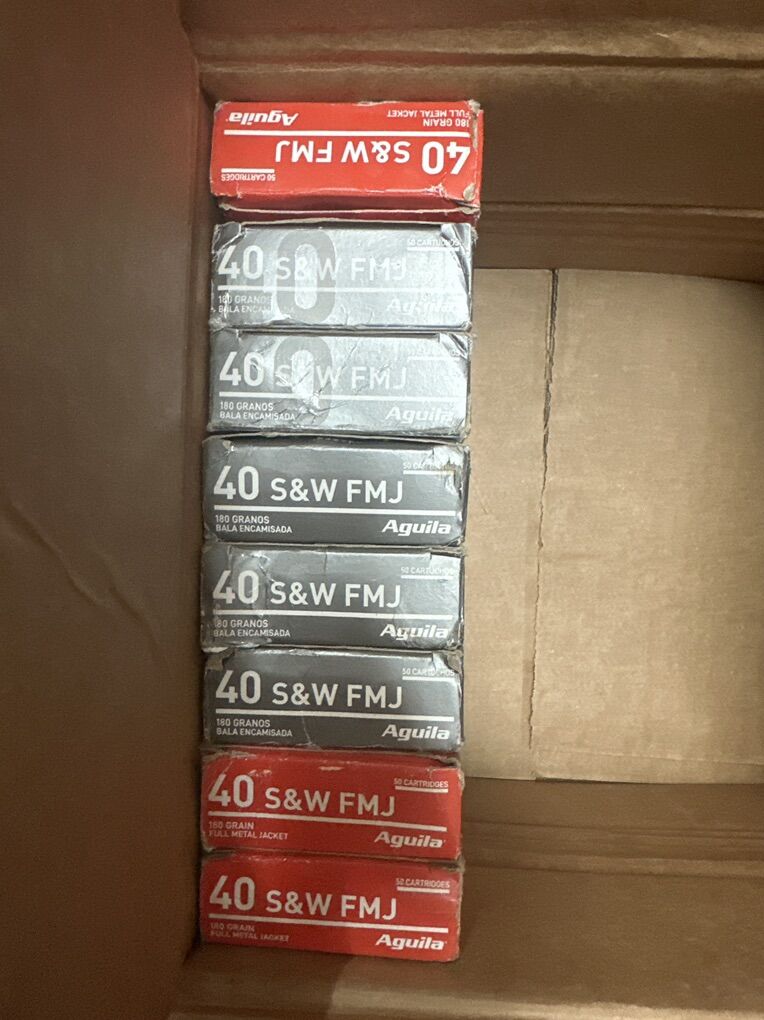 40 S&W FMJ
50 CARTRIDGES
180 GRAIN
FULL METAL JACKET
Aguila
40 S&W FMJ
50 CARTUCHOS
180 GRANOS
BALA ENCAMISADA
Aguila
40 S&W FMJ
180 GRANOS
BALA ENCAMISADA
Aguila
50
40 S&W FMJ
180 GRANOS
BALA ENCAMISADA
Aguila
50 CARTUCHOS
40 S&W FMJ
180 GRANOS
BALA ENCAMISADA
Aguila
50 CARTUCHOS
40 S&W FMJ
180 GRANOS
BALA ENCAMISADA
Aguila
50 CARTRIDGES
40 S&W FMJ
180 GRAIN
FULL METAL JACKET
Aguila
50 CARTRIDGES
40 S&W FMJ
180 GRAIN
FULL METAL JACKET
Aguila